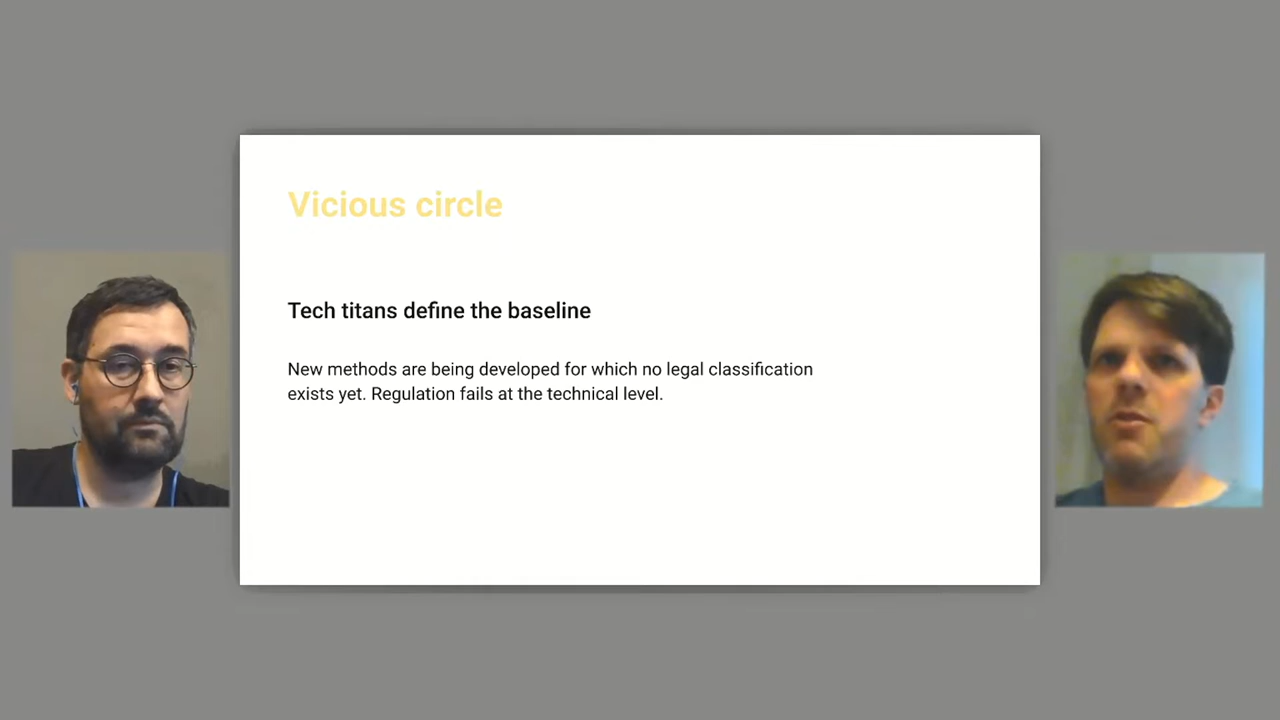 Vicious circle
Tech titans define the baseline
New methods are being developed for which no legal classification
exists yet. Regulation fails at the technical level.